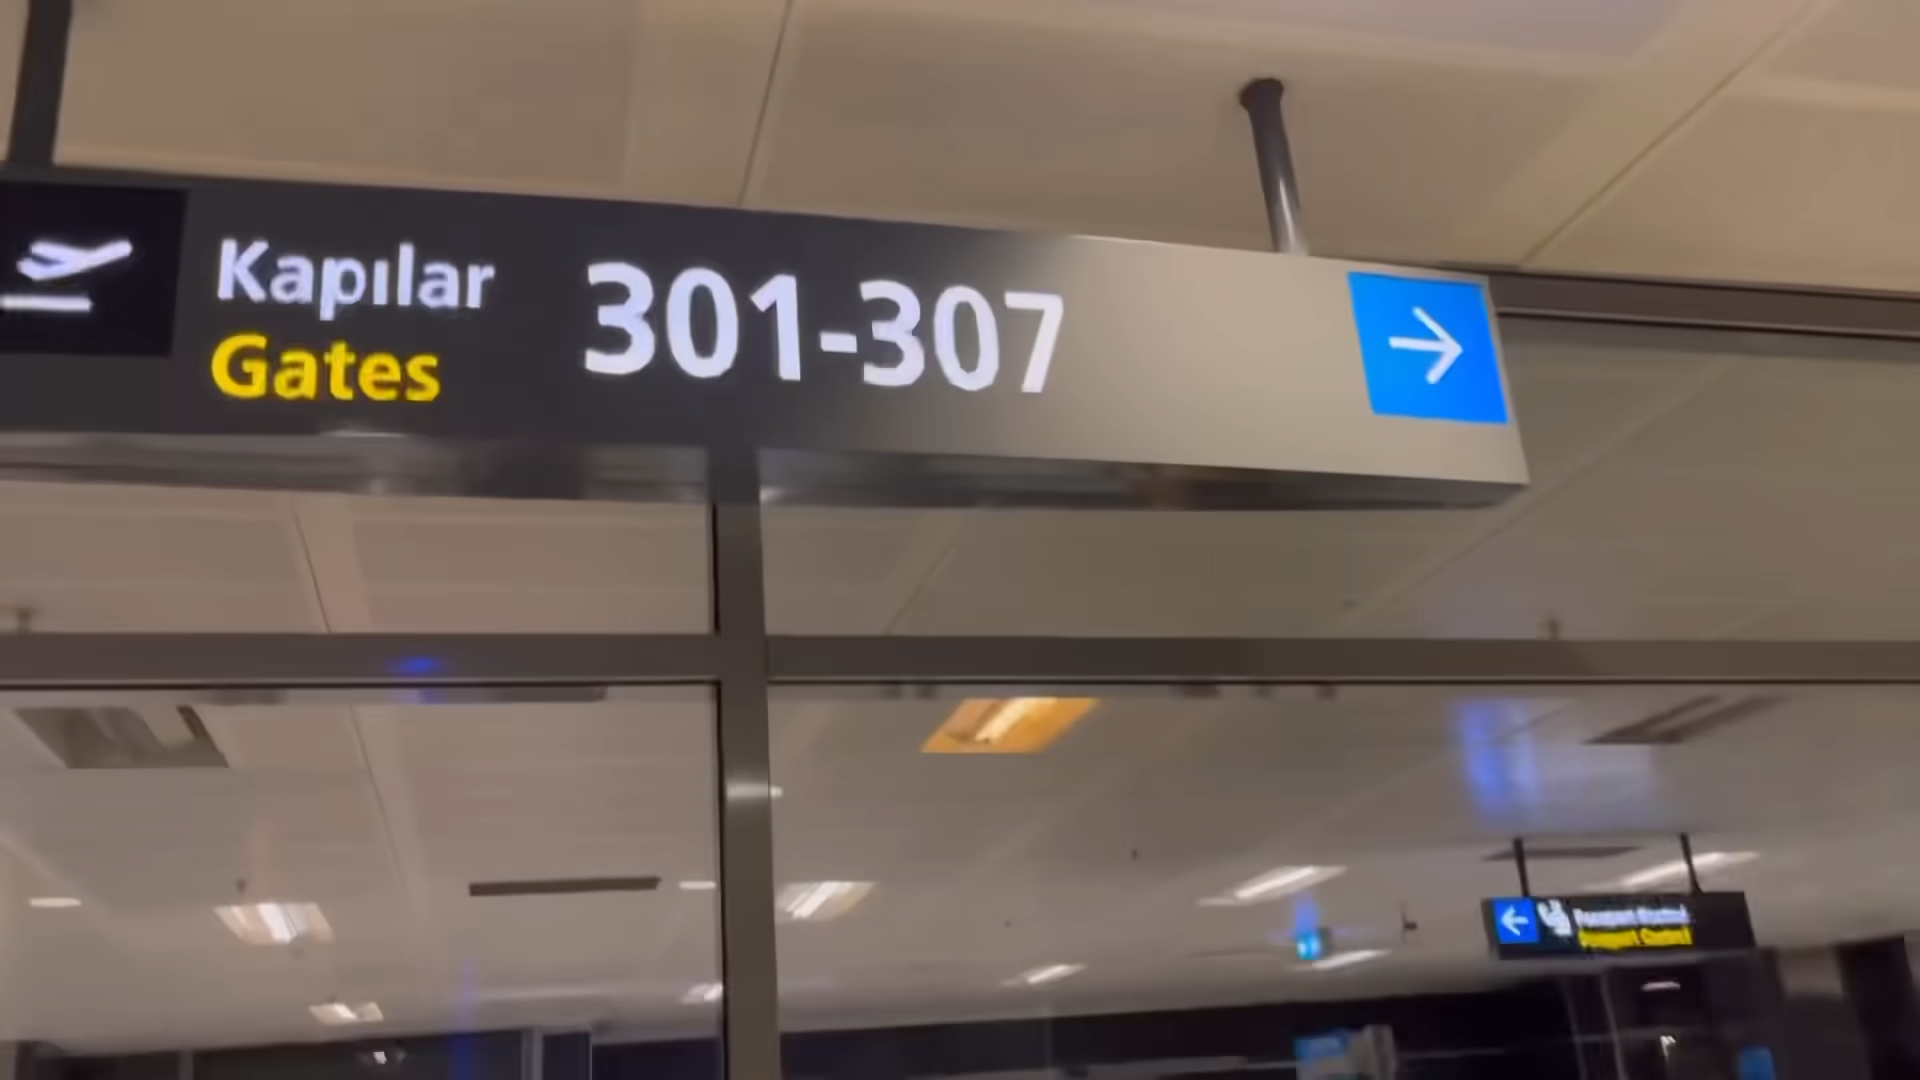 Kapılar 301-307
Gates
Passport Control